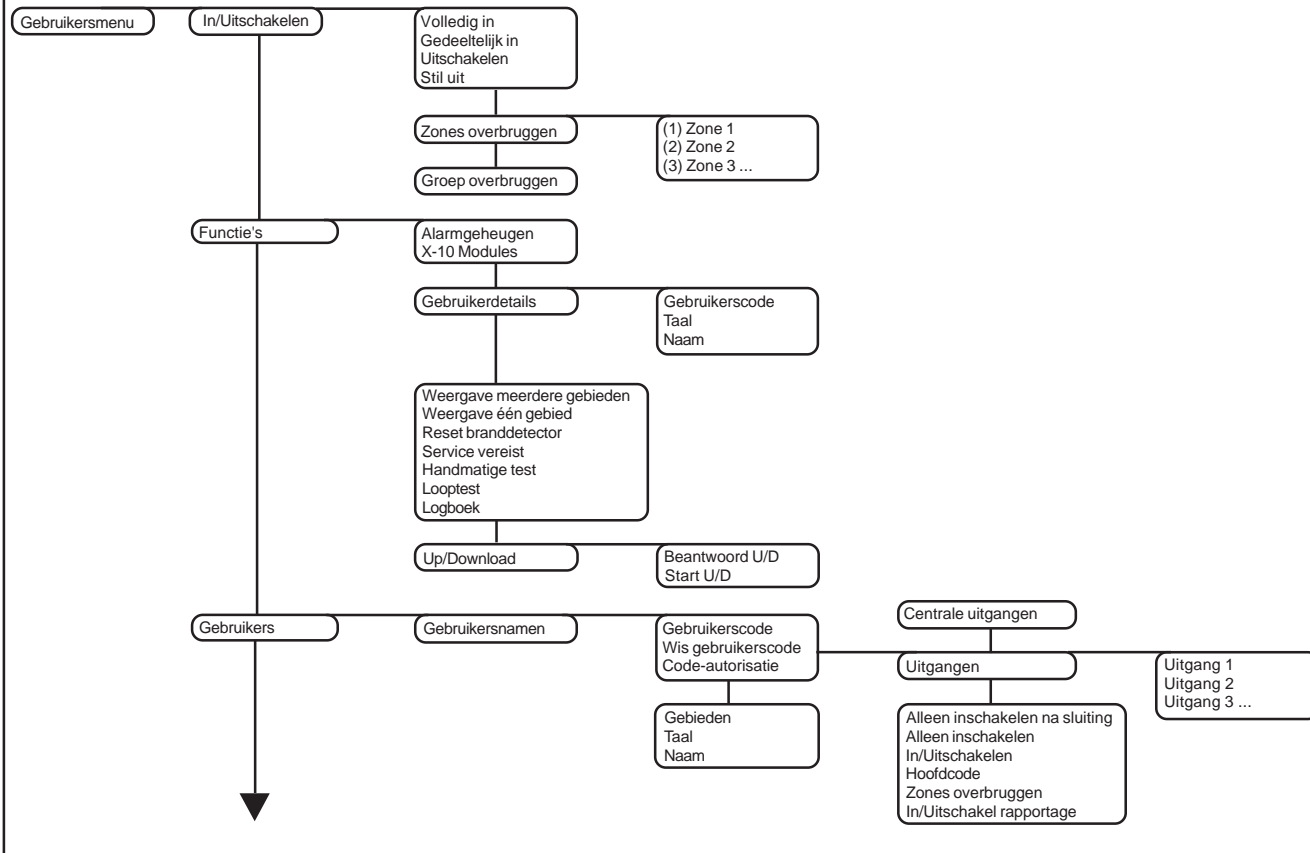 Gebruikersmenu
In/Uitschakelen
Volledig in
Gedeeltelijk in
Uitschakelen
Stil uit
Zones overbruggen
(1) Zone 1
(2) Zone 2
(3) Zone 3 ...
Groep overbruggen
Functie's
Alarmgeheugen
X-10 Modules
Gebruikerdetails
Gebruikerscode
Taal
Naam
Weergave meerdere gebieden
Weergave één gebied
Reset branddetector
Service vereist
Handmatige test
Looptest
Logboek
Up/Download
Beantwoord U/D
Start U/D
Gebruikers
Gebruikersnamen
Gebruikerscode
Wis gebruikerscode
Code-autorisatie
Gebieden
Taal
Naam
Centrale uitgangen
Uitgangen
Uitgang 1
Uitgang 2
Uitgang 3 ...
Alleen inschakelen na sluiting
Alleen inschakelen
In/Uitschakelen
Hoofdcode
Zones overbruggen
In/Uitschakel rapportage